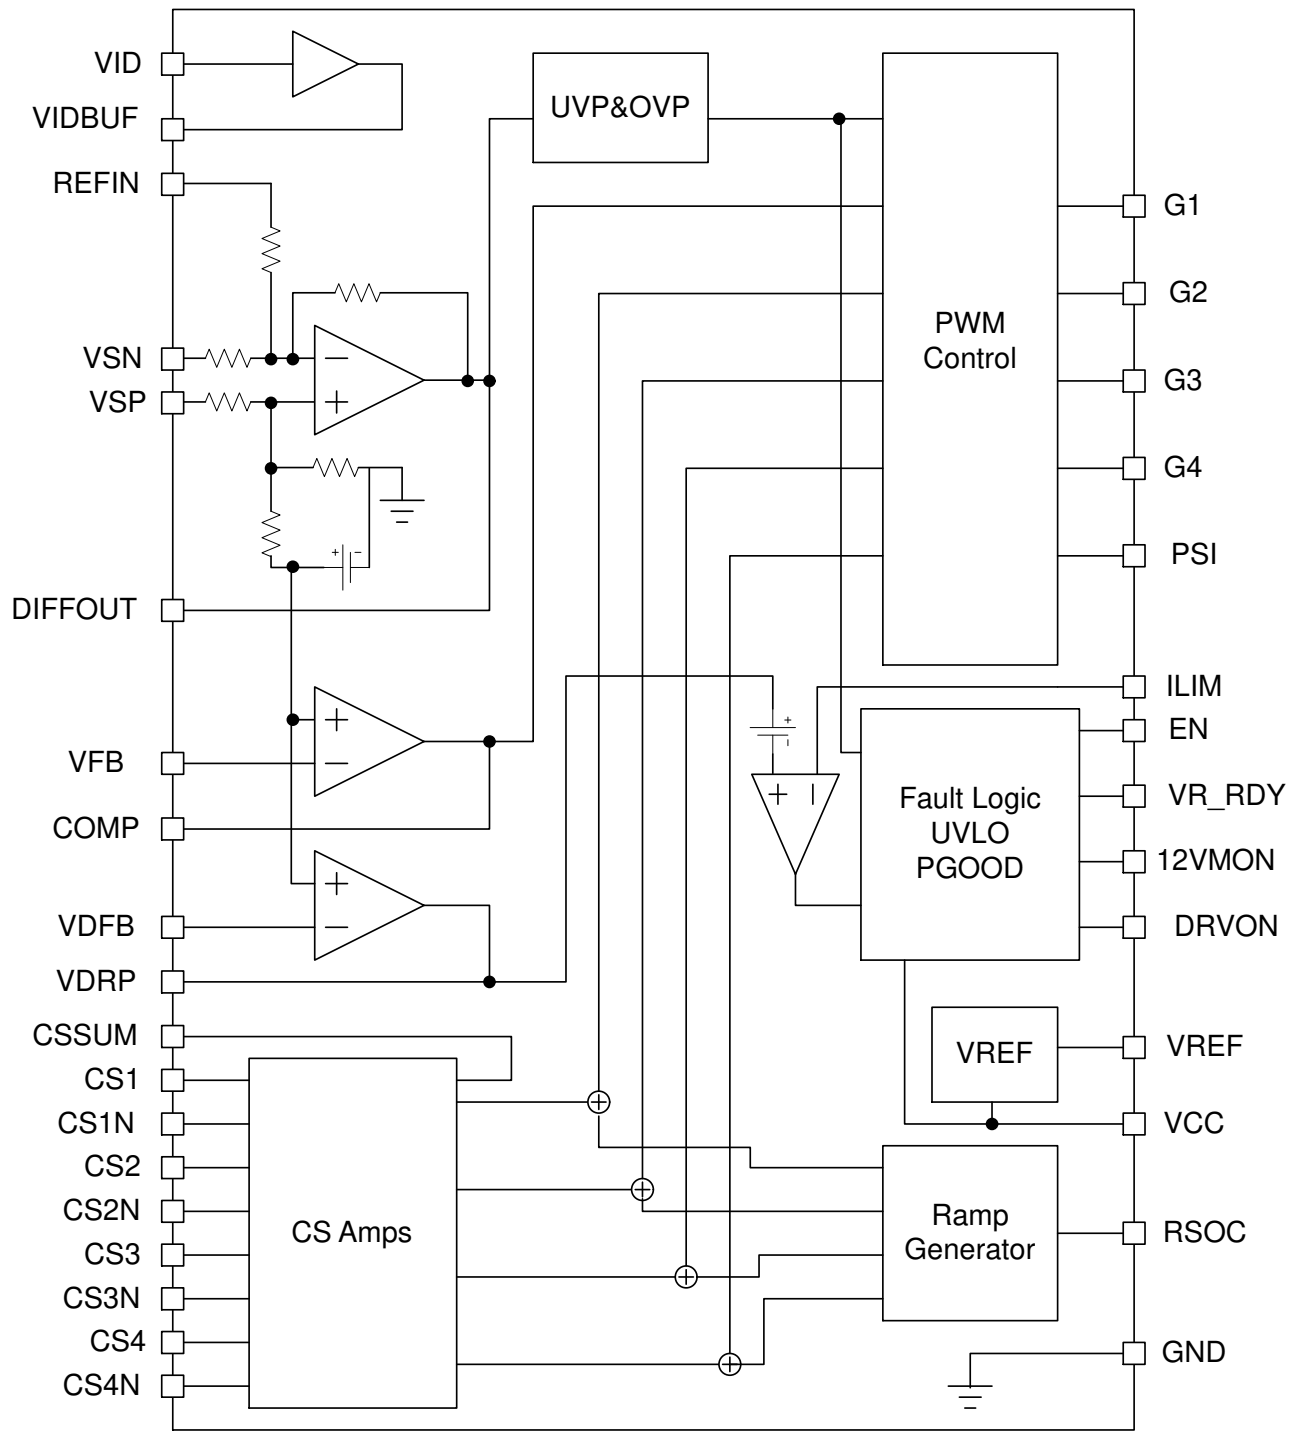 VID
VIDBUF
REFIN
VSN
VSP
DIFFOUT
VFB
COMP
VDFB
VDRP
CSSUM
CS1
CS1N
CS2
CS2N
CS3
CS3N
CS4
CS4N
UVP&OVP
PWM
Control
Fault Logic
UVLO
PGOOD
VREF
CS Amps
Ramp
Generator
G1
G2
G3
G4
PSI
ILIM
EN
VR_RDY
12VMON
DRVON
VREF
VCC
RSOC
GND